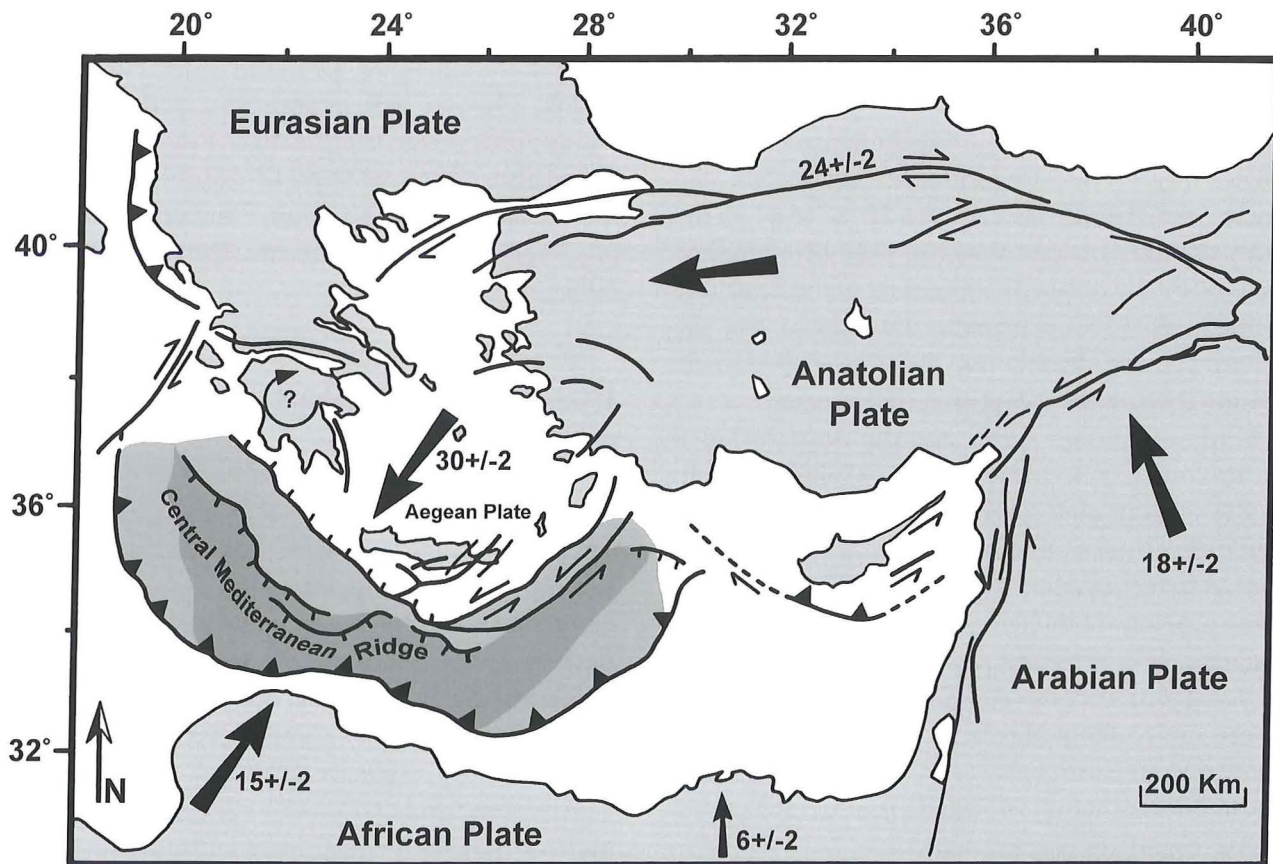 20° 24° 28° 32° 36° 40°
Eurasian Plate
24+/-2
40°
?
Anatolian
Plate
30+/-2
36°
Aegean Plate
18+/-2
Central Mediterranean Ridge
Arabian Plate
32°
N
15+/-2
200 Km
African Plate
6+/-2